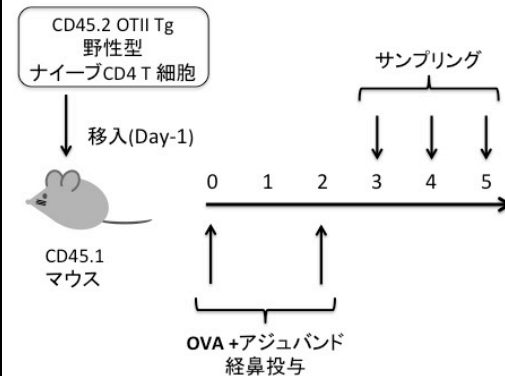 CD45.2 OTII Tg
野性型
ナイーブCD4 T 細胞
移入(Day-1)
CD45.1
マウス
サンプリング
0 1 2 3 4 5
OVA +アジュバンド
経鼻投与